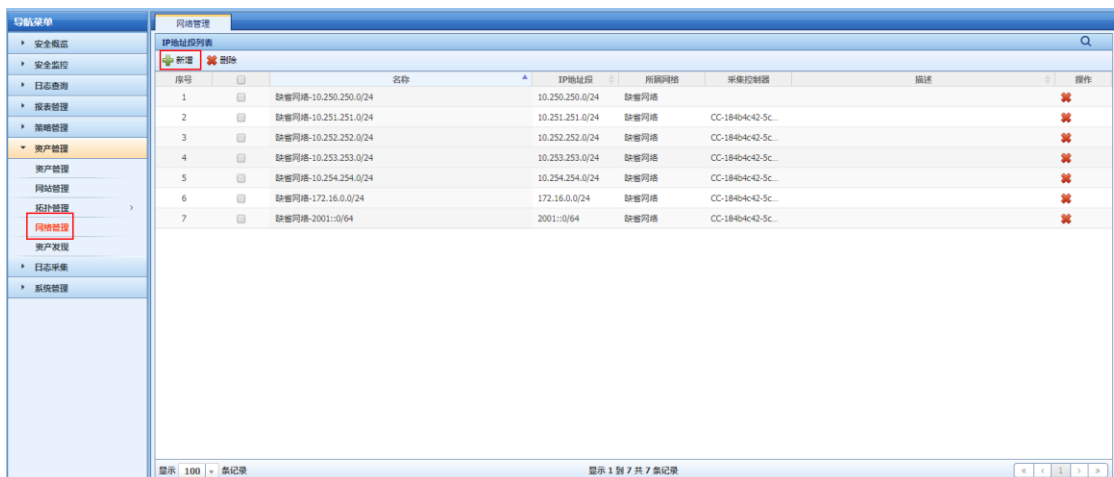 导航菜单
安全概览
安全监控
日志查询
报表管理
策略管理
资产管理
资产管理
网站管理
拓扑管理
网络管理
资产发现
日志采集
系统管理
网络管理
IP地址段列表
新增 删除
序号 名称 IP地址段 所属网络 采集控制器 描述 操作
1 缺省网络-10.250.250.0/24 10.250.250.0/24 缺省网络
2 缺省网络-10.251.251.0/24 10.251.251.0/24 缺省网络 CC-184b4c42-5c...
3 缺省网络-10.252.252.0/24 10.252.252.0/24 缺省网络 CC-184b4c42-5c...
4 缺省网络-10.253.253.0/24 10.253.253.0/24 缺省网络 CC-184b4c42-5c...
5 缺省网络-10.254.254.0/24 10.254.254.0/24 缺省网络 CC-184b4c42-5c...
6 缺省网络-172.16.0.0/24 172.16.0.0/24 缺省网络 CC-184b4c42-5c...
7 缺省网络-2001::0/64 2001::0/64 缺省网络 CC-184b4c42-5c...
显示 100 条记录 显示 1 到 7 共 7 条记录 « ‹ 1 › »